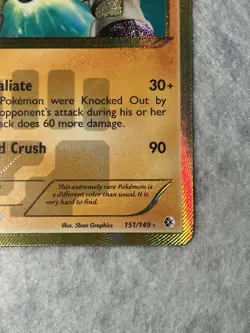 aliate 30+
Pokémon were Knocked Out by
opponent's attack during his or her
ttack does 60 more damage.
d Crush 90
This extremely rare Pokémon is
a different color than usual. It is
very hard to find.
Illus. 5ban Graphics 151/149